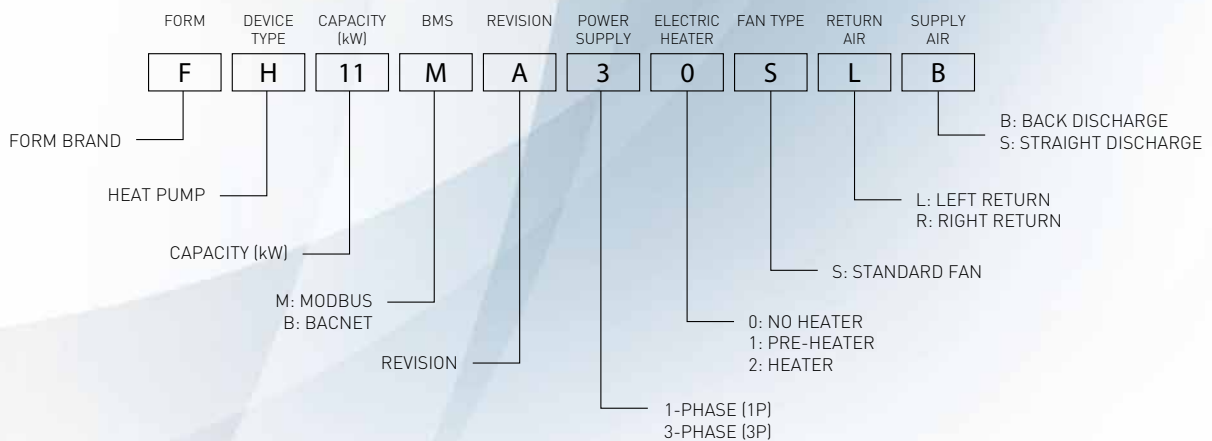 FORM DEVICE TYPE CAPACITY (kW) BMS REVISION POWER SUPPLY ELECTRIC HEATER FAN TYPE RETURN AIR SUPPLY AIR
F H 11 M A 3 0 S L B
FORM BRAND
HEAT PUMP
CAPACITY (kW)
M: MODBUS
B: BACNET
REVISION
1-PHASE (1P)
3-PHASE (3P)
0: NO HEATER
1: PRE-HEATER
2: HEATER
S: STANDARD FAN
L: LEFT RETURN
R: RIGHT RETURN
B: BACK DISCHARGE
S: STRAIGHT DISCHARGE